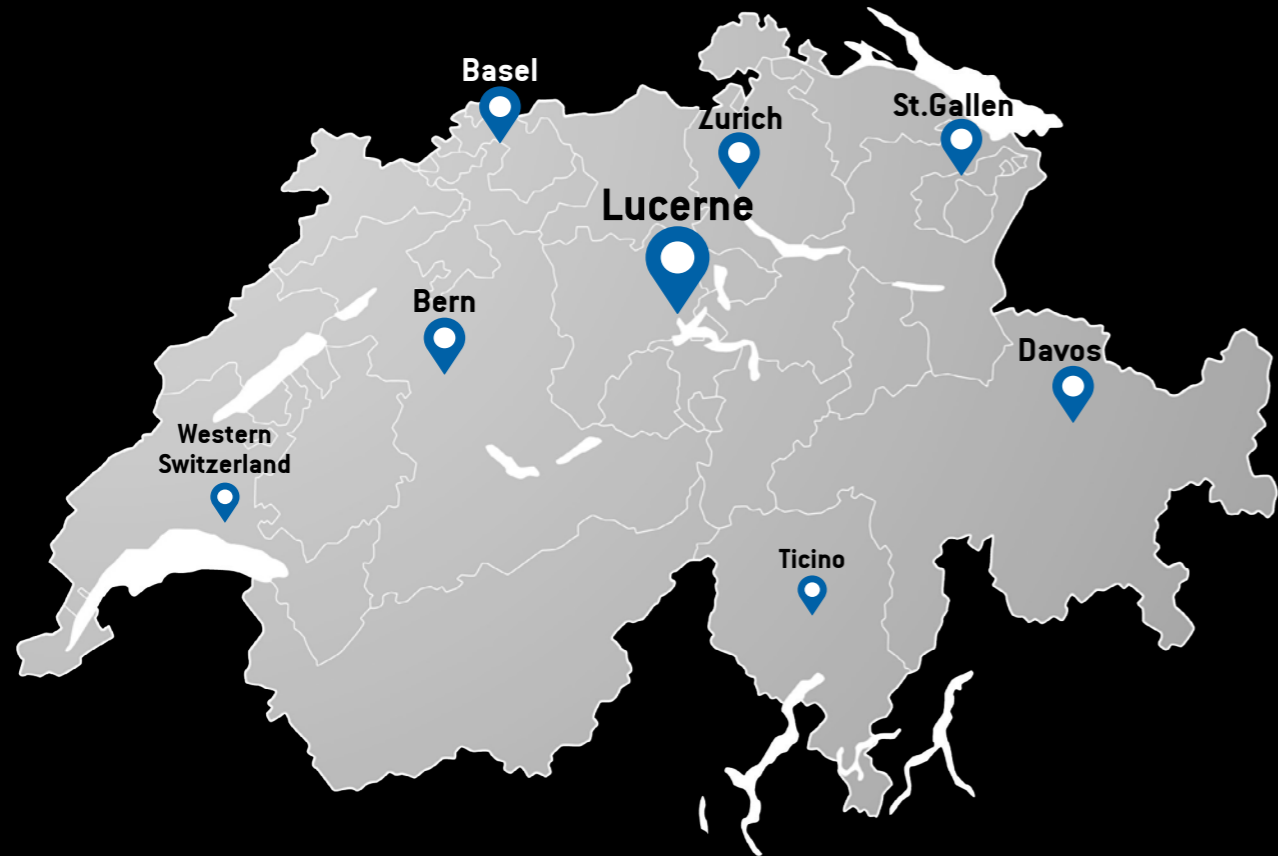 Basel
Zurich
St.Gallen
Lucerne
Bern
Davos
Western
Switzerland
Ticino